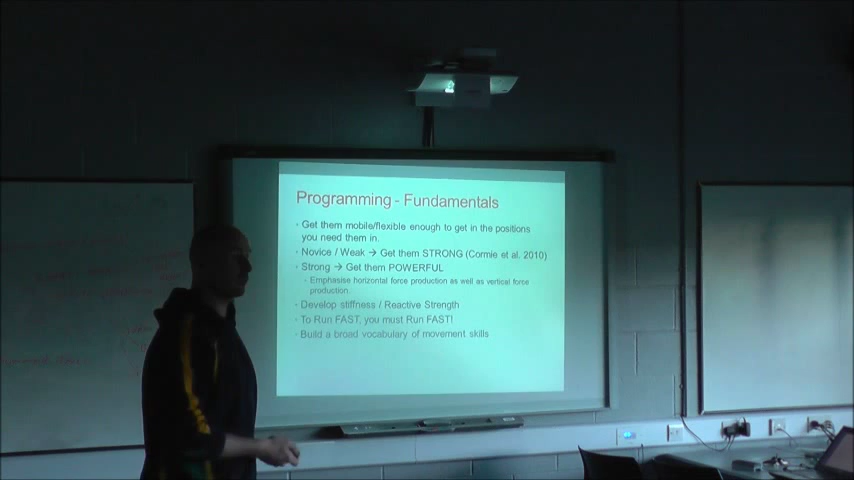 Programming - Fundamentals
Get them mobile/flexible enough to get in the positions
you need them in.
Novice / Weak → Get them STRONG (Cormie et al. 2010)
Strong → Get them POWERFUL
Emphasise horizontal force production as well as vertical force
production
Develop stiffness / Reactive Strength
To Run FAST, you must Run FAST!
Build a broad vocabulary of movement skills